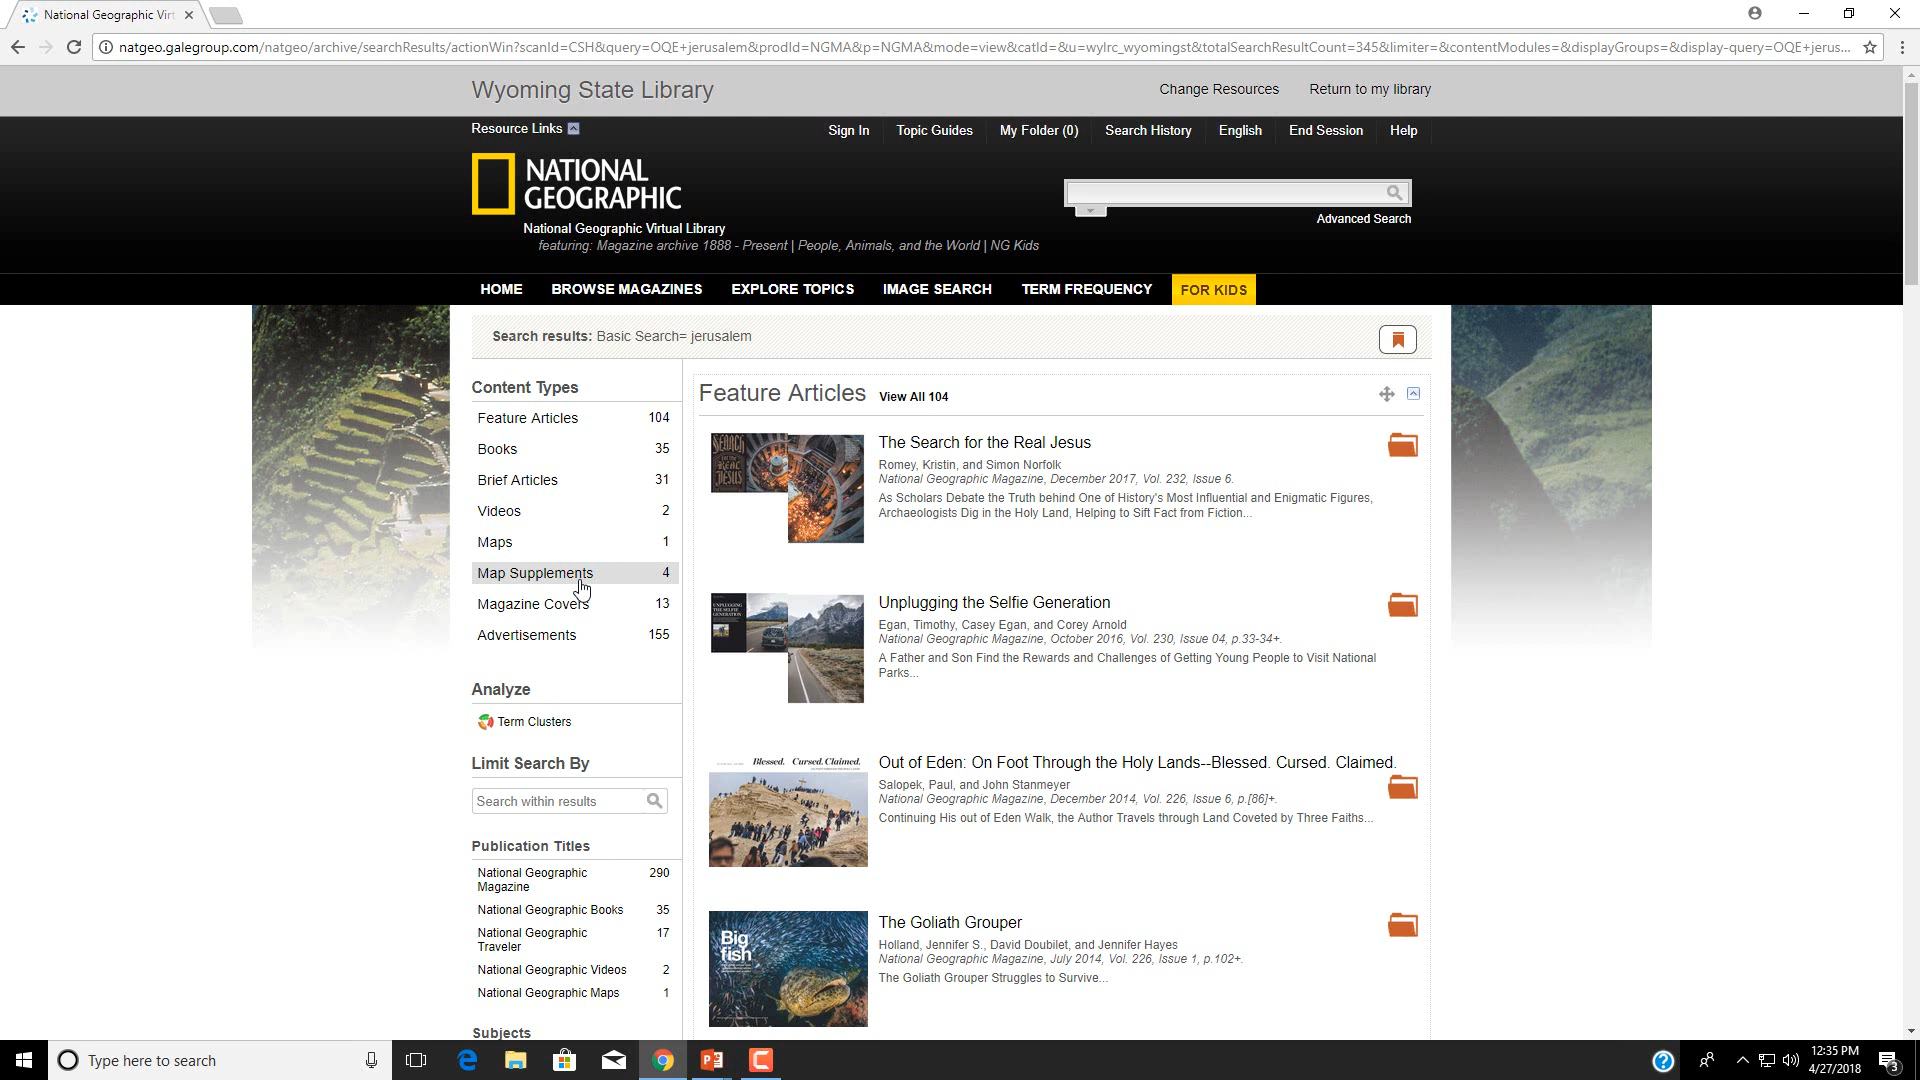 National Geographic Virt
natgeo.galegroup.com/natgeo/archive/searchResults/actionWin?scanId=CSH&query=OQE+jerusalem&prodId=NGMA&p=NGMA&mode=view&catId=&u=wylrc_wyomingst&totalSearchResultCount=345&limiter=&contentModules=&displayGroups=&display-query=OQE+jerus...
Wyoming State Library
Change Resources
Return to my library
Resource Links
Sign In
Topic Guides
My Folder (0)
Search History
English
End Session
Help
NATIONAL
GEOGRAPHIC
Advanced Search
National Geographic Virtual Library
featuring: Magazine archive 1888 - Present | People, Animals, and the World | NG Kids
HOME
BROWSE MAGAZINES
EXPLORE TOPICS
IMAGE SEARCH
TERM FREQUENCY
FOR KIDS
Search results: Basic Search= jerusalem
Content Types
Feature Articles 104
Books 35
Brief Articles 31
Videos 2
Maps 1
Map Supplements 4
Magazine Covers 13
Advertisements 155
Analyze
Term Clusters
Limit Search By
Search within results
Publication Titles
National Geographic 290
Magazine
National Geographic Books 35
National Geographic 17
Traveler
National Geographic Videos 2
National Geographic Maps 1
Subjects
Feature Articles View All 104
SEARCH
REAL
JESUS
The Search for the Real Jesus
Romey, Kristin, and Simon Norfolk
National Geographic Magazine, December 2017, Vol. 232, Issue 6.
As Scholars Debate the Truth behind One of History's Most Influential and Enigmatic Figures,
Archaeologists Dig in the Holy Land, Helping to Sift Fact from Fiction...
UNPLUGGING
THE SELFIE
GENERATION
Unplugging the Selfie Generation
Egan, Timothy, Casey Egan, and Corey Arnold
National Geographic Magazine, October 2016, Vol. 230, Issue 04, p.33-34+.
A Father and Son Find the Rewards and Challenges of Getting Young People to Visit National
Parks...
Blessed. Cursed. Claimed.
Out of Eden: On Foot Through the Holy Lands--Blessed. Cursed. Claimed.
Salopek, Paul, and John Stanmeyer
National Geographic Magazine, December 2014, Vol. 226, Issue 6, p.[86]+.
Continuing His out of Eden Walk, the Author Travels through Land Coveted by Three Faiths...
Big
fish
The Goliath Grouper
Holland, Jennifer S., David Doubilet, and Jennifer Hayes
National Geographic Magazine, July 2014, Vol. 226, Issue 1, p.102+.
The Goliath Grouper Struggles to Survive...
Type here to search
12:35 PM
4/27/2018
3